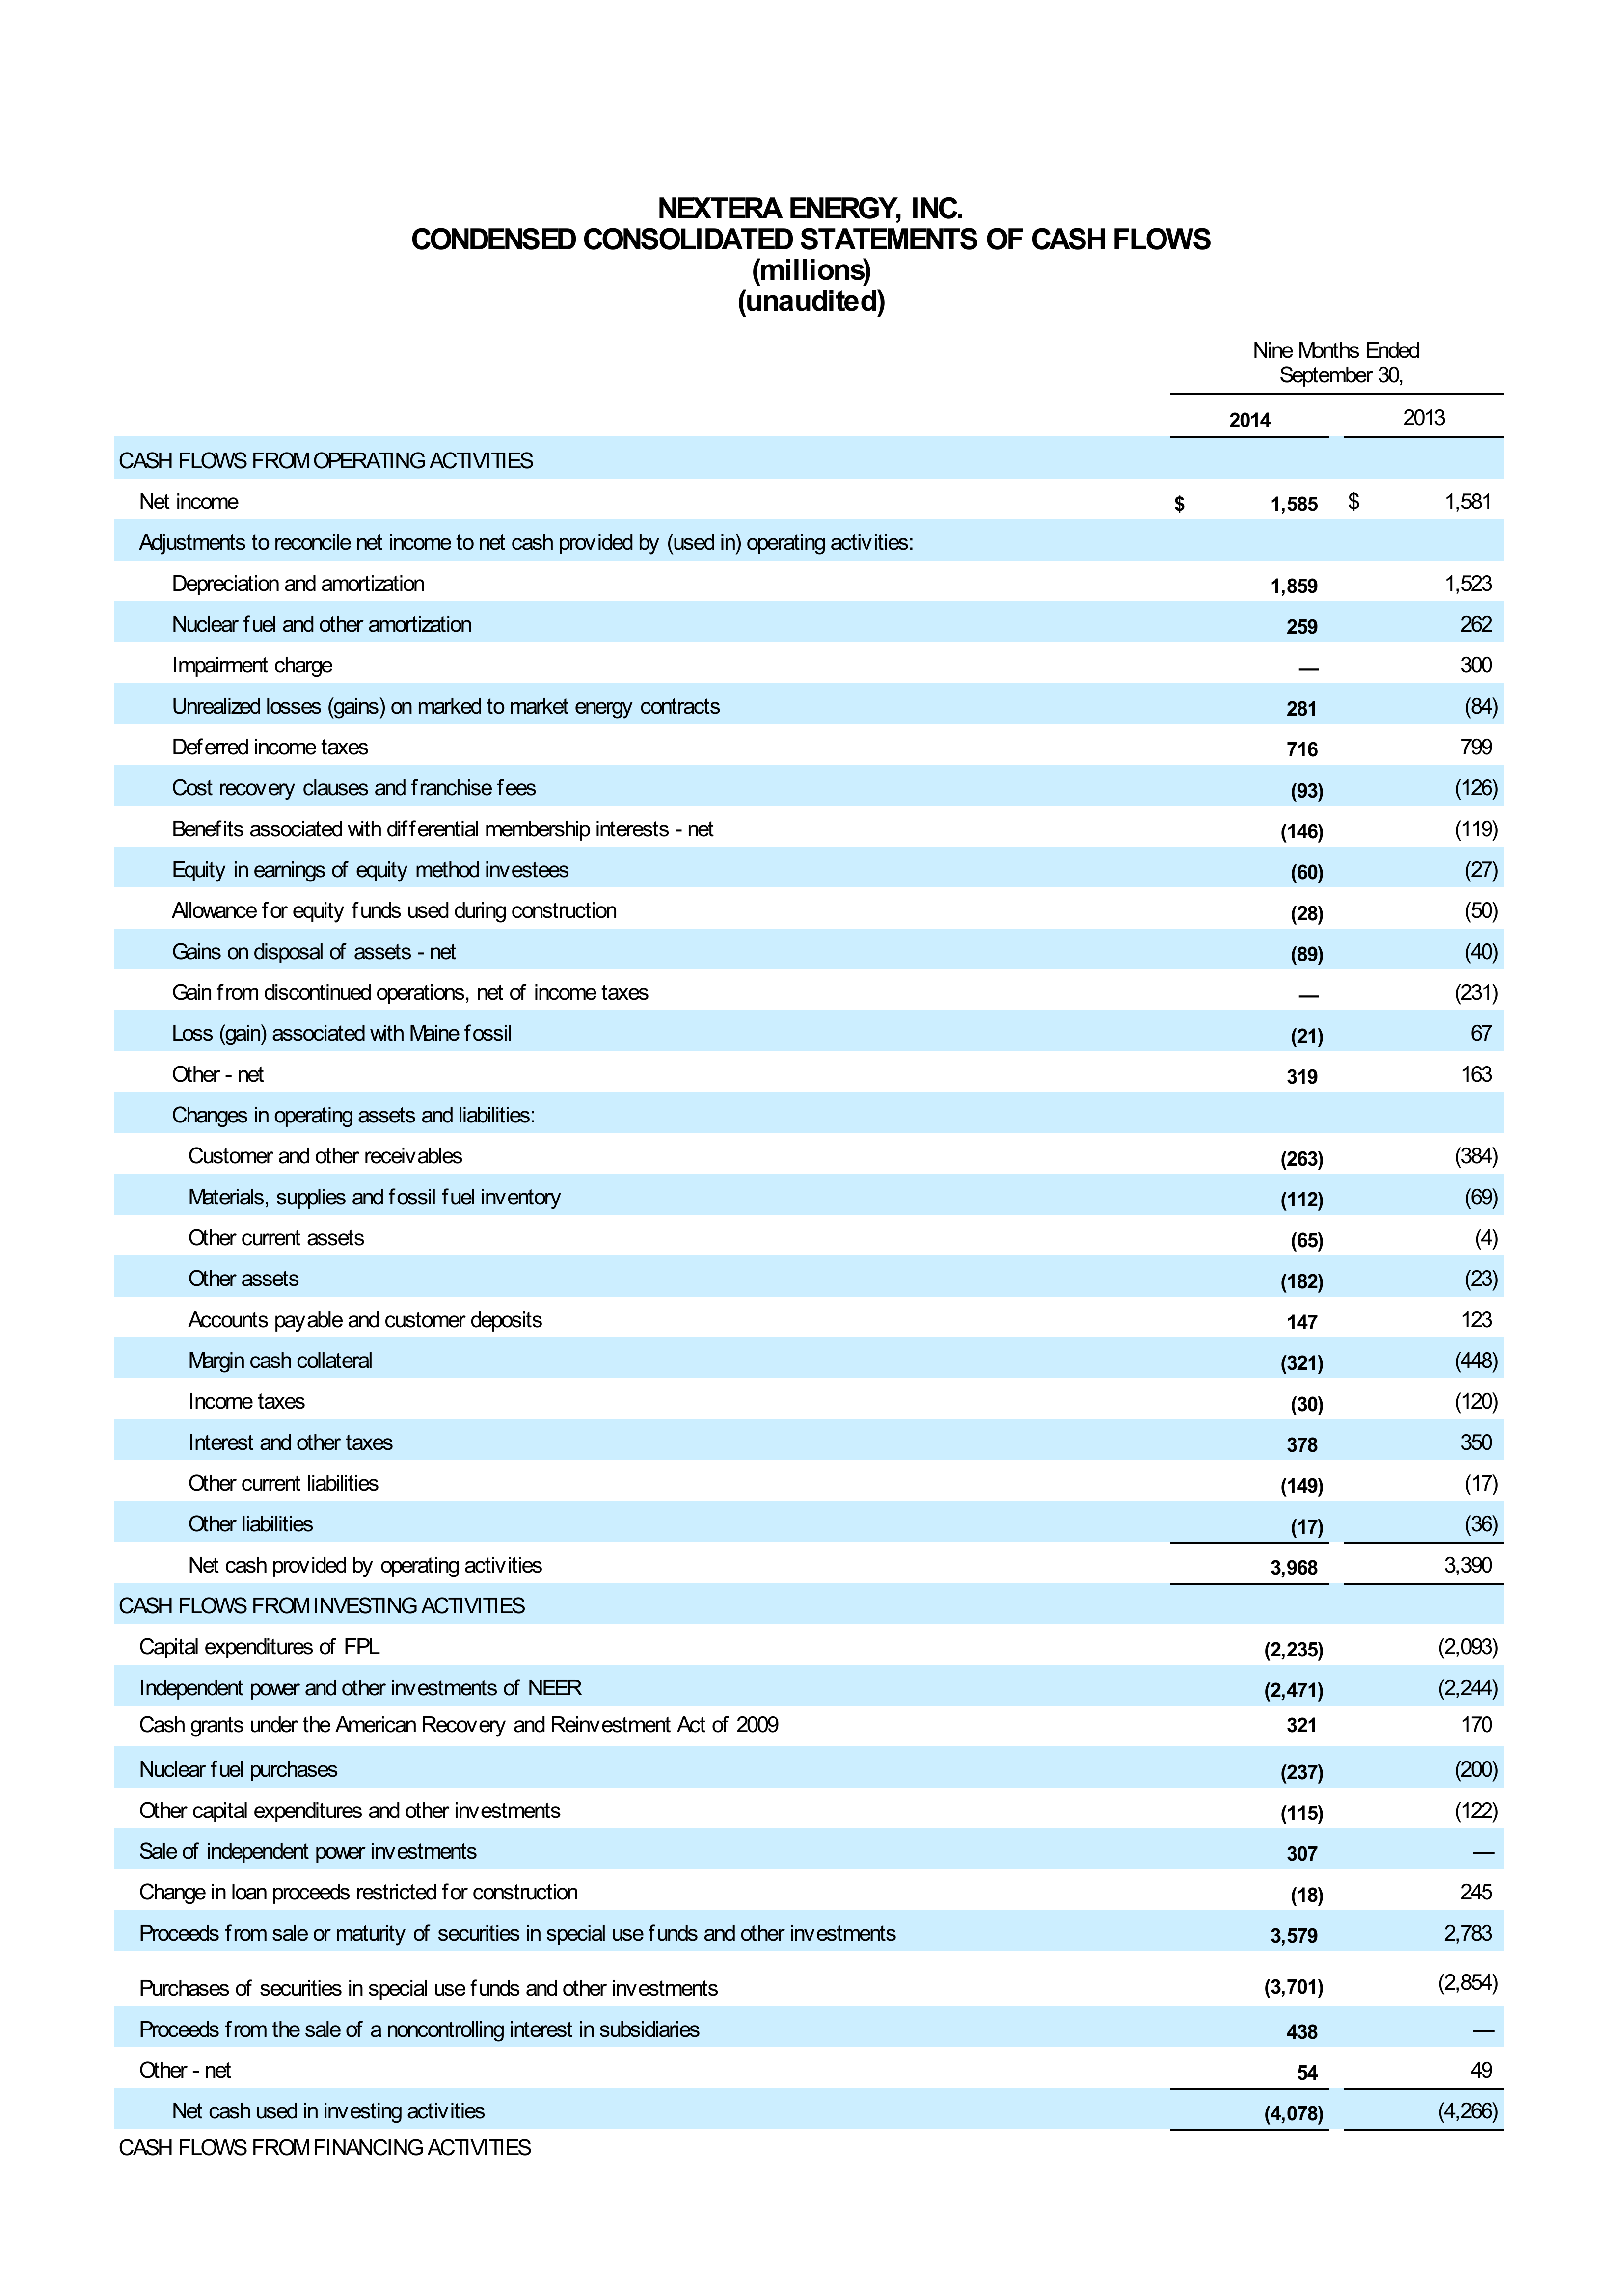 NEXTERA ENERGY, INC.
CONDENSED CONSOLIDATED STATEMENTS OF CASH FLOWS
(millions)
(unaudited)
Nine Months Ended
September 30,
2014 2013
CASH FLOWS FROM OPERATING ACTIVITIES
Net income $ 1,585 $ 1,581
Adjustments to reconcile net income to net cash provided by (used in) operating activities:
Depreciation and amortization 1,859 1,523
Nuclear fuel and other amortization 259 262
Impairment charge — 300
Unrealized losses (gains) on marked to market energy contracts 281 (84)
Deferred income taxes 716 799
Cost recovery clauses and franchise fees (93) (126)
Benefits associated with differential membership interests - net (146) (119)
Equity in earnings of equity method investees (60) (27)
Allowance for equity funds used during construction (28) (50)
Gains on disposal of assets - net (89) (40)
Gain from discontinued operations, net of income taxes — (231)
Loss (gain) associated with Maine fossil (21) 67
Other - net 319 163
Changes in operating assets and liabilities:
Customer and other receivables (263) (384)
Materials, supplies and fossil fuel inventory (112) (69)
Other current assets (65) (4)
Other assets (182) (23)
Accounts payable and customer deposits 147 123
Margin cash collateral (321) (448)
Income taxes (30) (120)
Interest and other taxes 378 350
Other current liabilities (149) (17)
Other liabilities (17) (36)
Net cash provided by operating activities 3,968 3,390
CASH FLOWS FROM INVESTING ACTIVITIES
Capital expenditures of FPL (2,235) (2,093)
Independent power and other investments of NEER (2,471) (2,244)
Cash grants under the American Recovery and Reinvestment Act of 2009 321 170
Nuclear fuel purchases (237) (200)
Other capital expenditures and other investments (115) (122)
Sale of independent power investments 307 —
Change in loan proceeds restricted for construction (18) 245
Proceeds from sale or maturity of securities in special use funds and other investments 3,579 2,783
Purchases of securities in special use funds and other investments (3,701) (2,854)
Proceeds from the sale of a noncontrolling interest in subsidiaries 438 —
Other - net 54 49
Net cash used in investing activities (4,078) (4,266)
CASH FLOWS FROM FINANCING ACTIVITIES